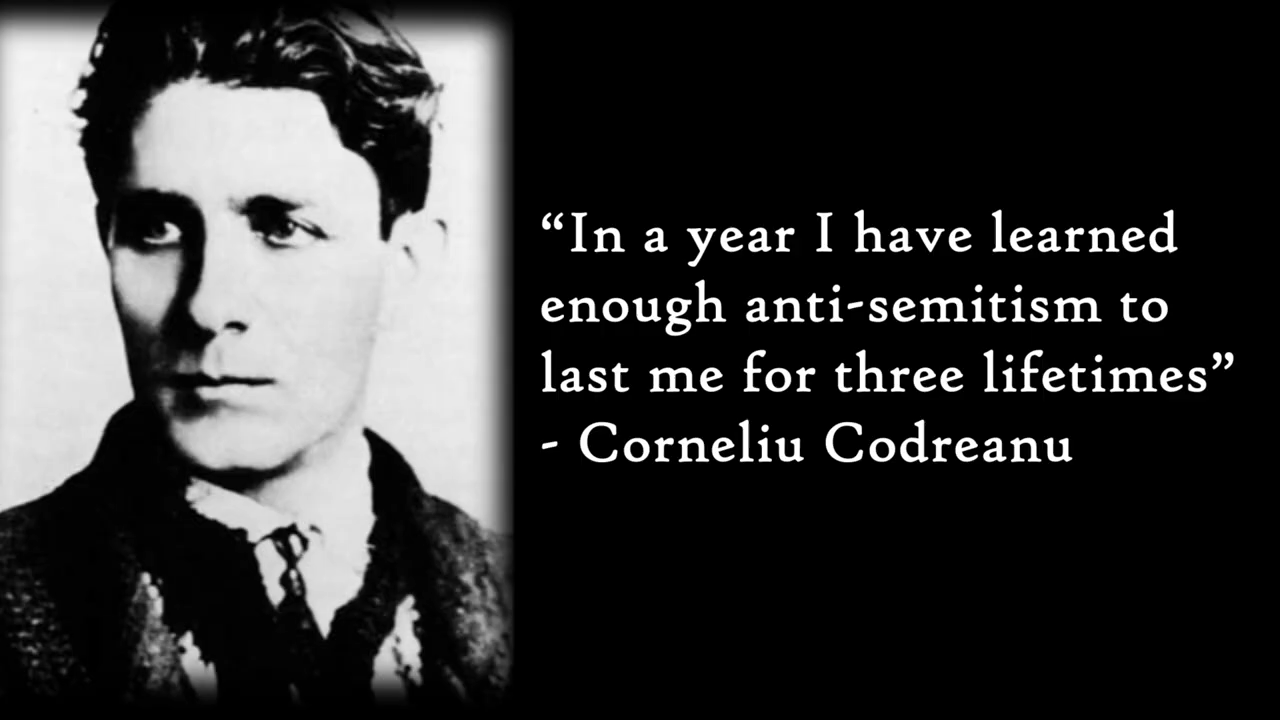 “In a year I have learned
enough anti-semitism to
last me for three lifetimes”
- Corneliu Codreanu